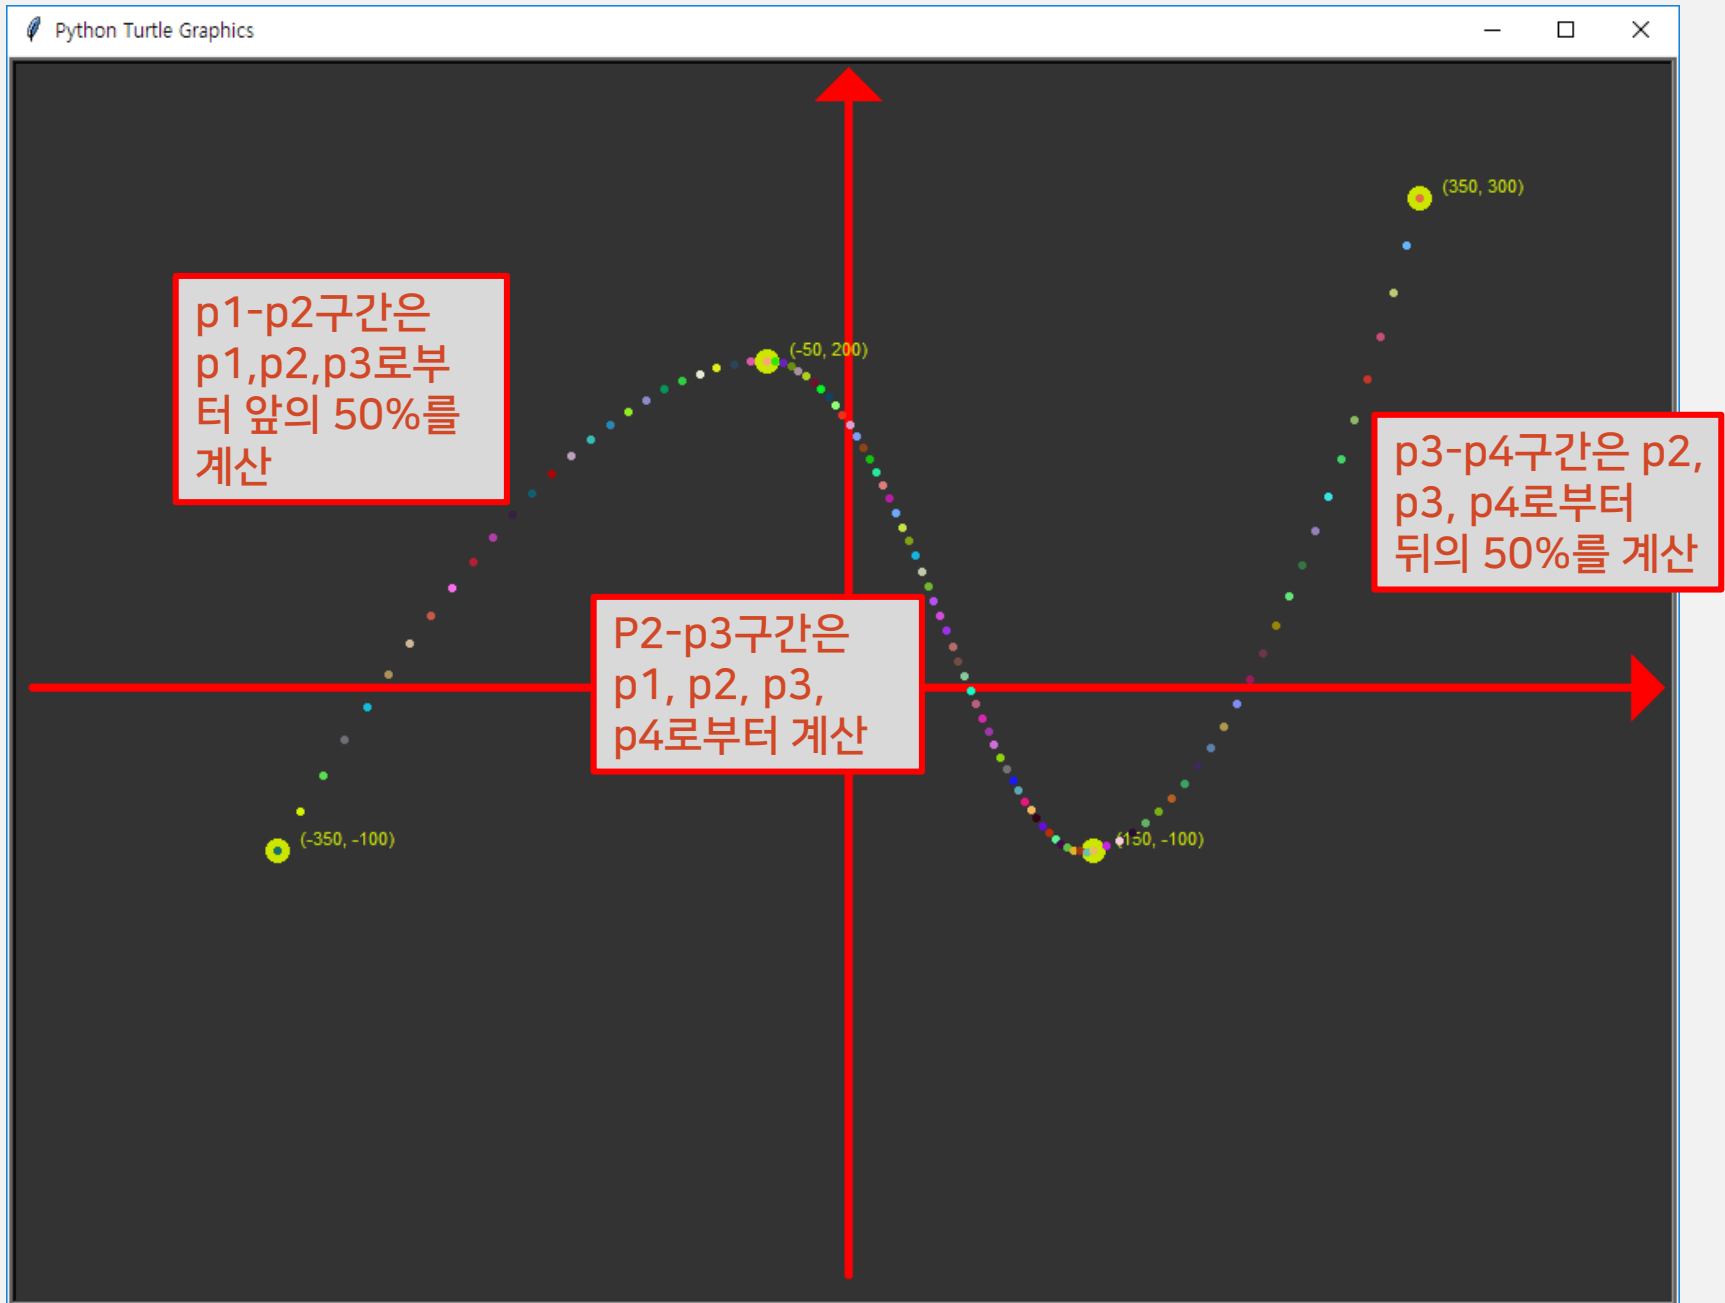 Python Turtle Graphics
(350, 300)
p1-p2구간은
p1,p2,p3로부
터 앞의 50%를
계산
(-50, 200)
p3-p4구간은 p2,
p3, p4로부터
뒤의 50%를 계산
P2-p3구간은
p1, p2, p3,
p4로부터 계산
(-350, -100)
(150, -100)